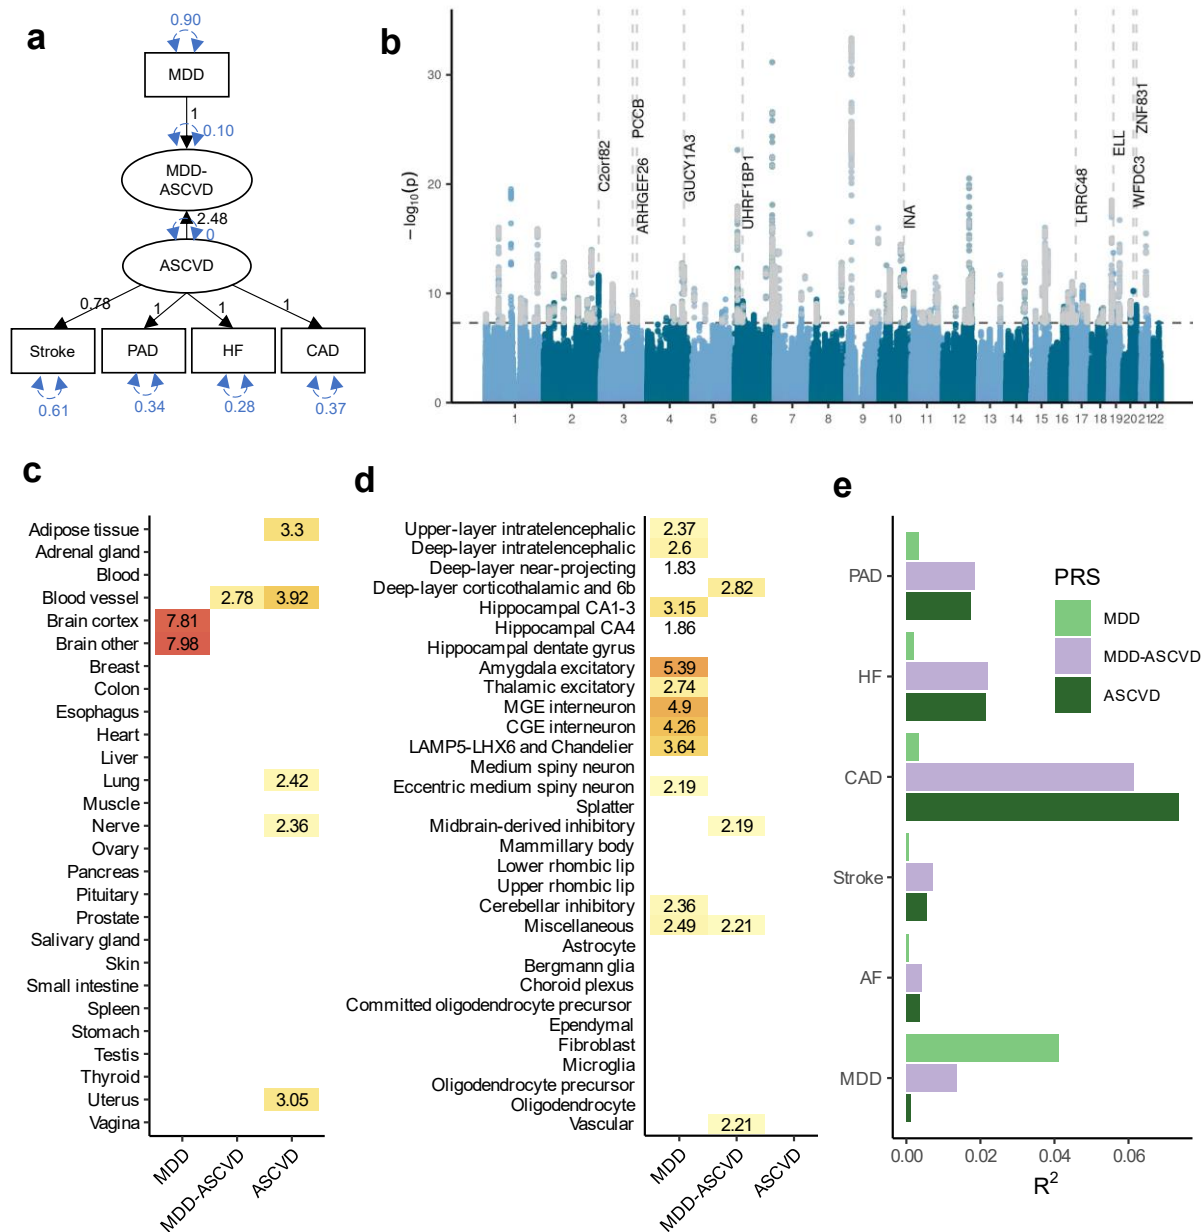 a
0.90
MDD
1
0.10
MDD-
ASCVD
2.48
0
ASCVD
0.78
1
1
1
Stroke
PAD
HF
CAD
0.61
0.34
0.28
0.37
b
− log10(p)
30
20
10
0
C2orf82
PCCB
ARHGEF26
GUCY1A3
UHRF1BP1
INA
LRRC48
ELL
WFDC3
ZNF831
1 2 3 4 5 6 7 8 9 10 11 12 13 14 15 16 17 18 19 20 21 22
c
Adipose tissue 3.3
Adrenal gland
Blood
Blood vessel 2.78 3.92
Brain cortex 7.81
Brain other 7.98
Breast
Colon
Esophagus
Heart
Liver
Lung 2.42
Muscle
Nerve 2.36
Ovary
Pancreas
Pituitary
Prostate
Salivary gland
Skin
Small intestine
Spleen
Stomach
Testis
Thyroid
Uterus 3.05
Vagina
MDD
MDD-ASCVD
ASCVD
d
Upper-layer intratelencephalic 2.37
Deep-layer intratelencephalic 2.6
Deep-layer near-projecting 1.83
Deep-layer corticothalamic and 6b 2.82
Hippocampal CA1-3 3.15
Hippocampal CA4 1.86
Hippocampal dentate gyrus
Amygdala excitatory 5.39
Thalamic excitatory 2.74
MGE interneuron 4.9
CGE interneuron 4.26
LAMP5-LHX6 and Chandelier 3.64
Medium spiny neuron
Eccentric medium spiny neuron 2.19
Splatter
Midbrain-derived inhibitory 2.19
Mammillary body
Lower rhombic lip
Upper rhombic lip
Cerebellar inhibitory 2.36
Miscellaneous 2.49 2.21
Astrocyte
Bergmann glia
Choroid plexus
Committed oligodendrocyte precursor
Ependymal
Fibroblast
Microglia
Oligodendrocyte precursor
Oligodendrocyte
Vascular 2.21
MDD
MDD-ASCVD
ASCVD
e
PAD
HF
CAD
Stroke
AF
MDD
0.00 0.02 0.04 0.06
R2
PRS
MDD
MDD-ASCVD
ASCVD